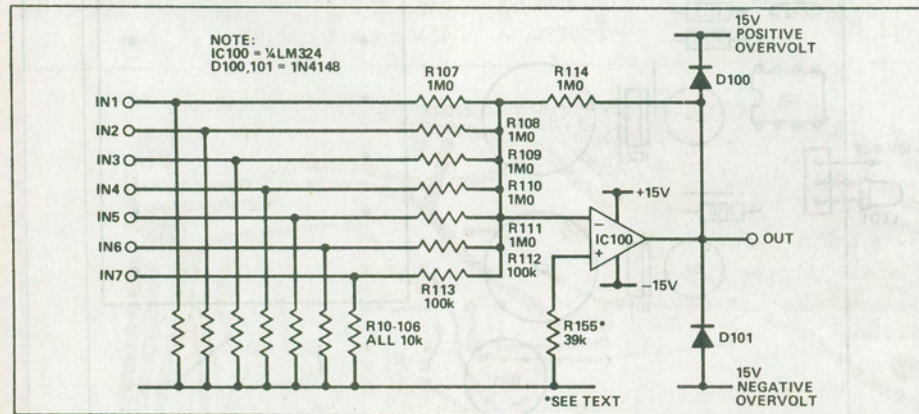 NOTE:
IC100 = ¼LM324
D100,101 = 1N4148
15V
POSITIVE
OVERVOLT
D100
R107
1M0
R114
1M0
IN1
IN2
R108
1M0
IN3
R109
1M0
IN4
R110
1M0
IN5
R111
1M0
IN6
R112
100k
IN7
R113
100k
+15V
−
IC100
+
−15V
OUT
R10-106
ALL 10k
R155*
39k
D101
*SEE TEXT
15V
NEGATIVE
OVERVOLT